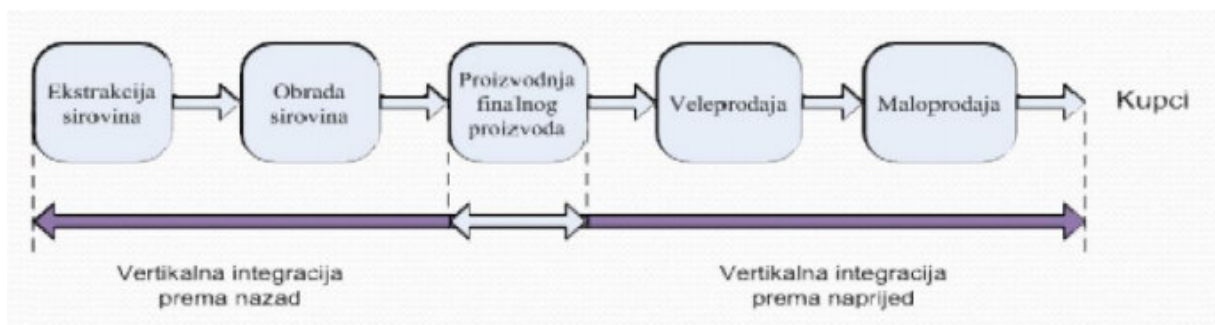 Ekstrakcija
sirovina
Obrada
sirovina
Proizvodnja
finalnog
proizvoda
Veleprodaja
Maloprodaja
Kupci
Vertikalna integracija
prema nazad
Vertikalna integracija
prema naprijed